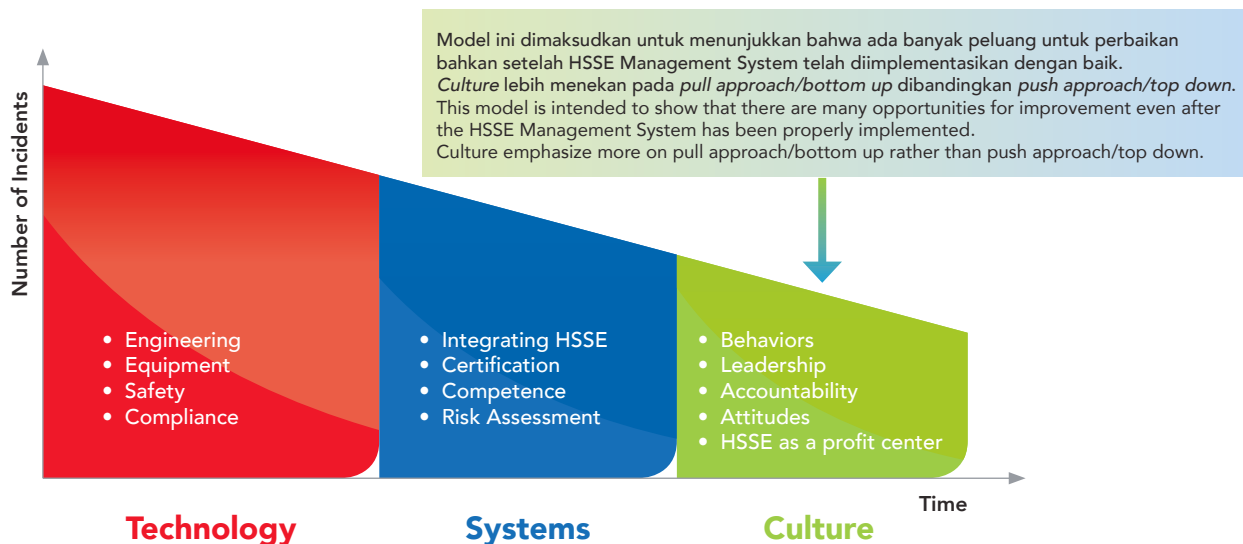 Model ini dimaksudkan untuk menunjukkan bahwa ada banyak peluang untuk perbaikan
bahkan setelah HSSE Management System telah diimplementasikan dengan baik.
Culture lebih menekan pada pull approach/bottom up dibandingkan push approach/top down.
This model is intended to show that there are many opportunities for improvement even after
the HSSE Management System has been properly implemented.
Culture emphasize more on pull approach/bottom up rather than push approach/top down.
Number of Incidents
• Engineering
• Equipment
• Safety
• Compliance
• Integrating HSSE
• Certification
• Competence
• Risk Assessment
• Behaviors
• Leadership
• Accountability
• Attitudes
• HSSE as a profit center
Time
Technology
Systems
Culture